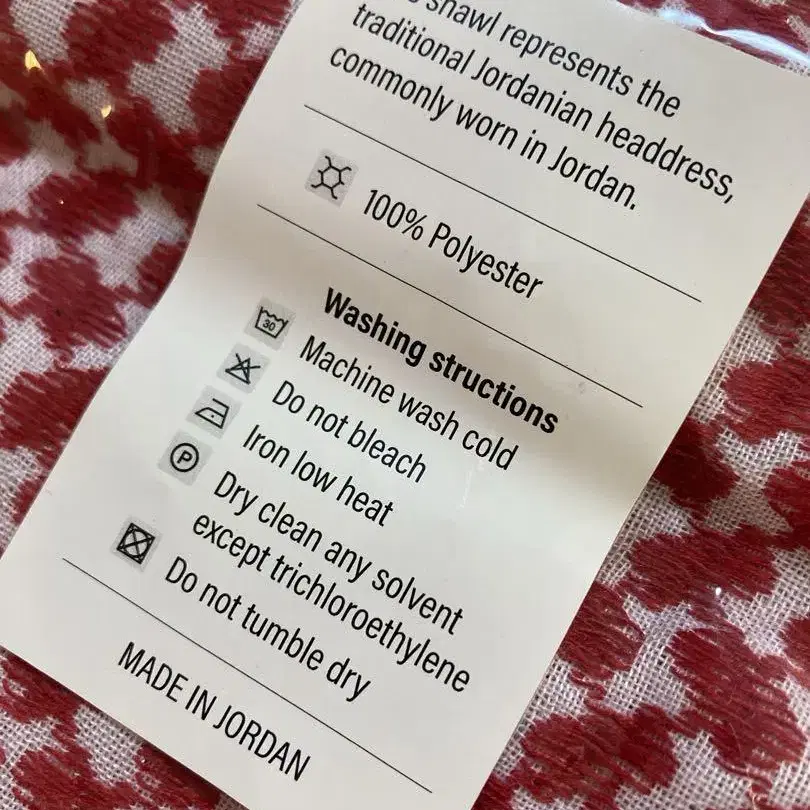 shawl represents the
traditional Jordanian headdress,
commonly worn in Jordan.
100% Polyester
Washing structions
30
Machine wash cold
Do not bleach
Iron low heat
P
Dry clean any solvent
except trichloroethylene
Do not tumble dry
MADE IN JORDAN